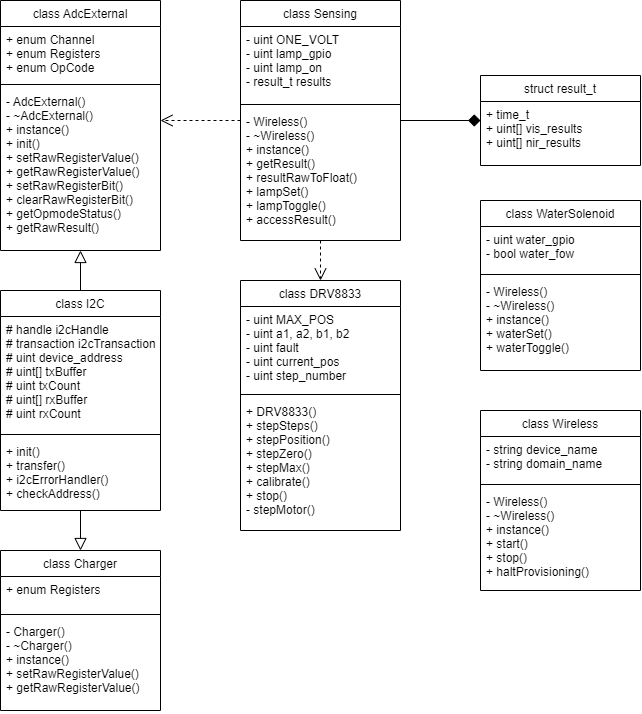 class AdcExternal
+ enum Channel
+ enum Registers
+ enum OpCode
- AdcExternal()
- ~AdcExternal()
+ instance()
+ init()
+ setRawRegisterValue()
+ getRawRegisterValue()
+ setRawRegisterBit()
+ clearRawRegisterBit()
+ getOpmodeStatus()
+ getRawResult()
class I2C
# handle i2cHandle
# transaction i2cTransaction
# uint device_address
# uint[] txBuffer
# uint txCount
# uint[] rxBuffer
# uint rxCount
+ init()
+ transfer()
+ i2cErrorHandler()
+ checkAddress()
class Charger
+ enum Registers
- Charger()
- ~Charger()
+ instance()
+ setRawRegisterValue()
+ getRawRegisterValue()
class Sensing
- uint ONE_VOLT
- uint lamp_gpio
- uint lamp_on
- result_t results
- Wireless()
- ~Wireless()
+ instance()
+ getResult()
+ resultRawToFloat()
+ lampSet()
+ lampToggle()
+ accessResult()
class DRV8833
- uint MAX_POS
- uint a1, a2, b1, b2
- uint fault
- uint current_pos
- uint step_number
+ DRV8833()
+ stepSteps()
+ stepPosition()
+ stepZero()
+ stepMax()
+ calibrate()
+ stop()
- stepMotor()
struct result_t
+ time_t
+ uint[] vis_results
+ uint[] nir_results
class WaterSolenoid
- uint water_gpio
- bool water_fow
- Wireless()
- ~Wireless()
+ instance()
+ waterSet()
+ waterToggle()
class Wireless
- string device_name
- string domain_name
- Wireless()
- ~Wireless()
+ instance()
+ start()
+ stop()
+ haltProvisioning()